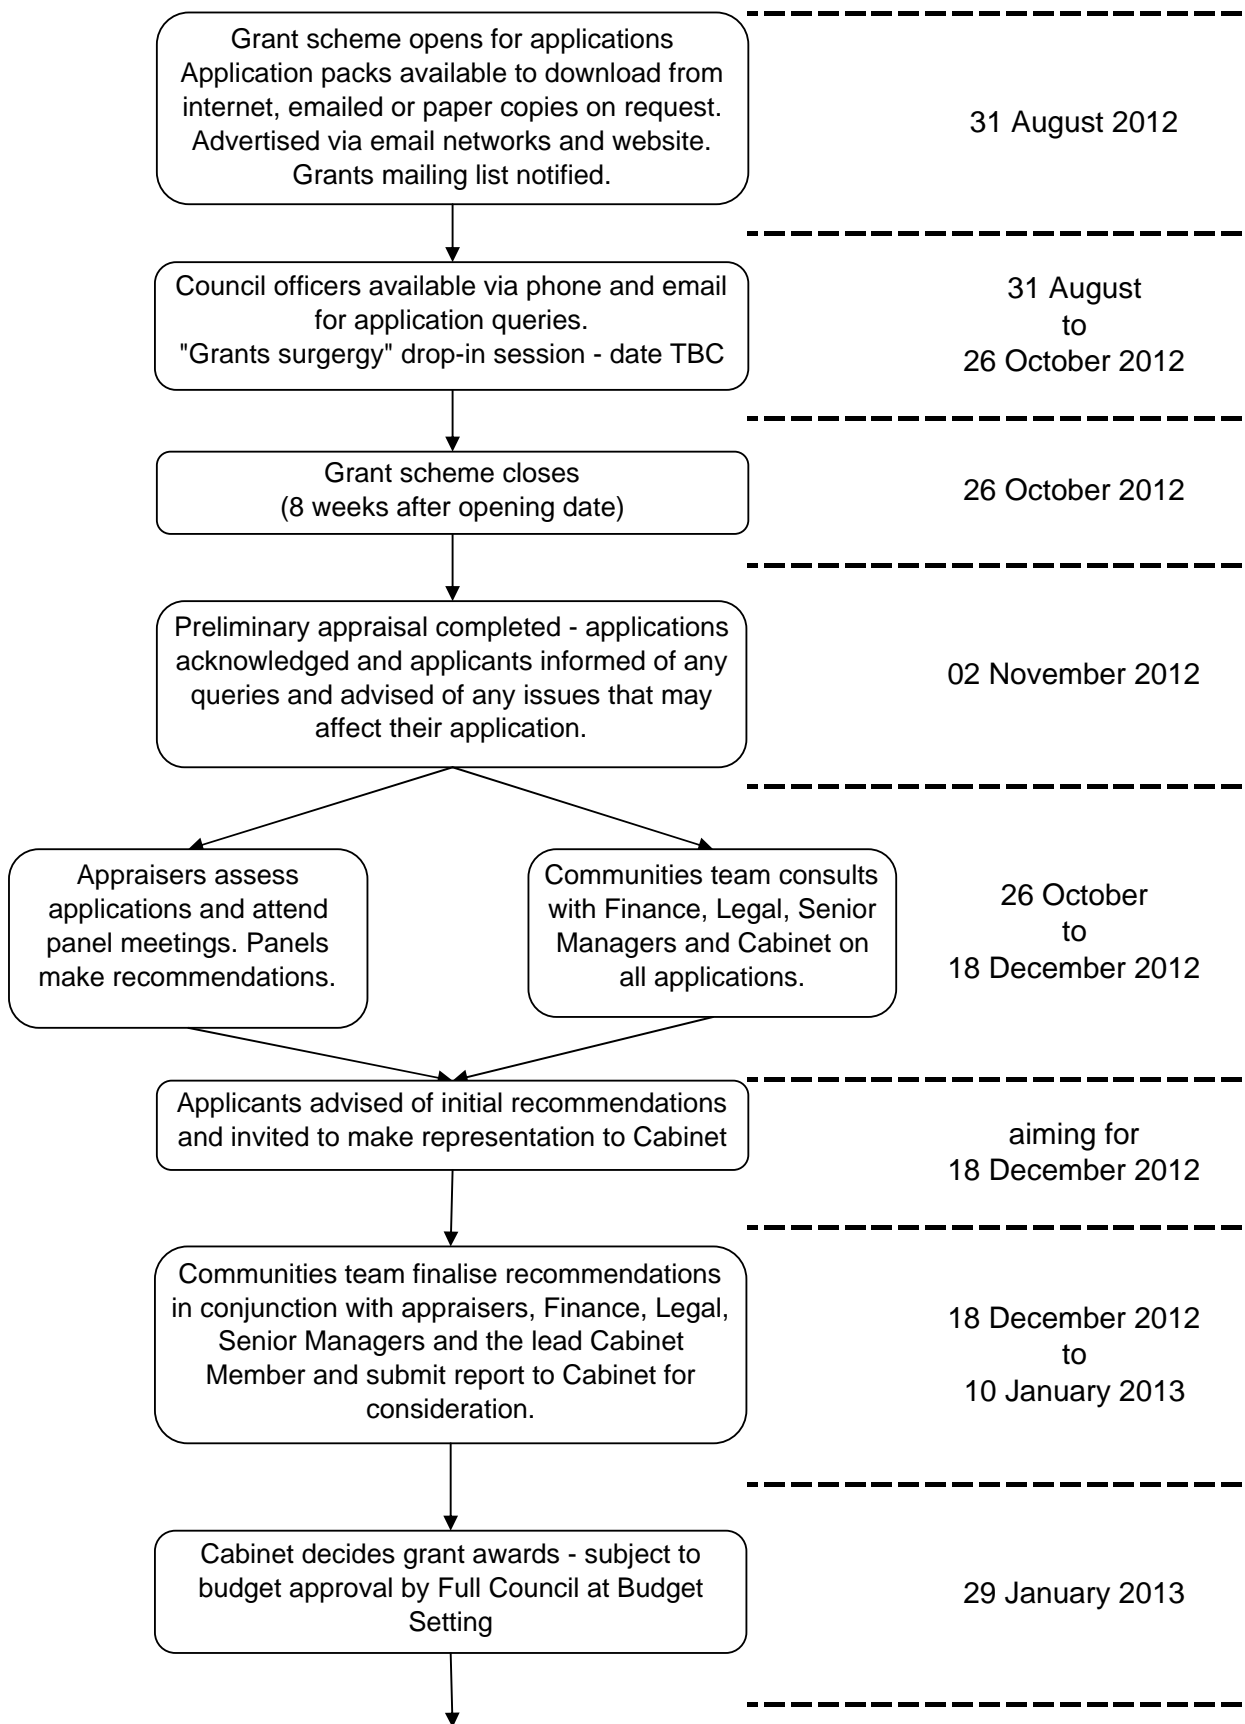 Grant scheme opens for applications
Application packs available to download from
internet, emailed or paper copies on request.
Advertised via email networks and website.
Grants mailing list notified.
31 August 2012
Council officers available via phone and email
for application queries.
"Grants surgergy" drop-in session - date TBC
31 August
to
26 October 2012
Grant scheme closes
(8 weeks after opening date)
26 October 2012
Preliminary appraisal completed - applications
acknowledged and applicants informed of any
queries and advised of any issues that may
affect their application.
02 November 2012
Appraisers assess
applications and attend
panel meetings. Panels
make recommendations.
Communities team consults
with Finance, Legal, Senior
Managers and Cabinet on
all applications.
26 October
to
18 December 2012
Applicants advised of initial recommendations
and invited to make representation to Cabinet
aiming for
18 December 2012
Communities team finalise recommendations
in conjunction with appraisers, Finance, Legal,
Senior Managers and the lead Cabinet
Member and submit report to Cabinet for
consideration.
18 December 2012
to
10 January 2013
Cabinet decides grant awards - subject to
budget approval by Full Council at Budget
Setting
29 January 2013